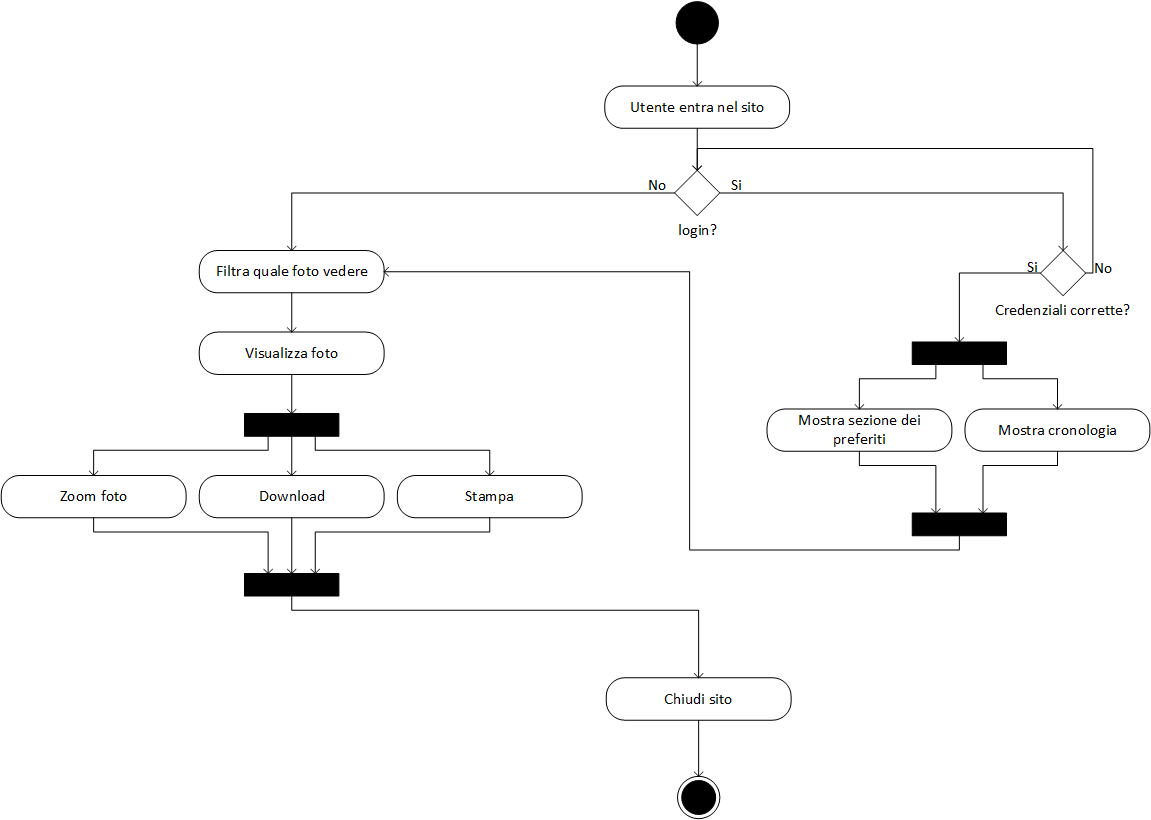 Utente entra nel sito
No
Si
login?
Filtra quale foto vedere
Si
No
Credenziali corrette?
Visualizza foto
Mostra sezione dei
preferiti
Mostra cronologia
Zoom foto
Download
Stampa
Chiudi sito